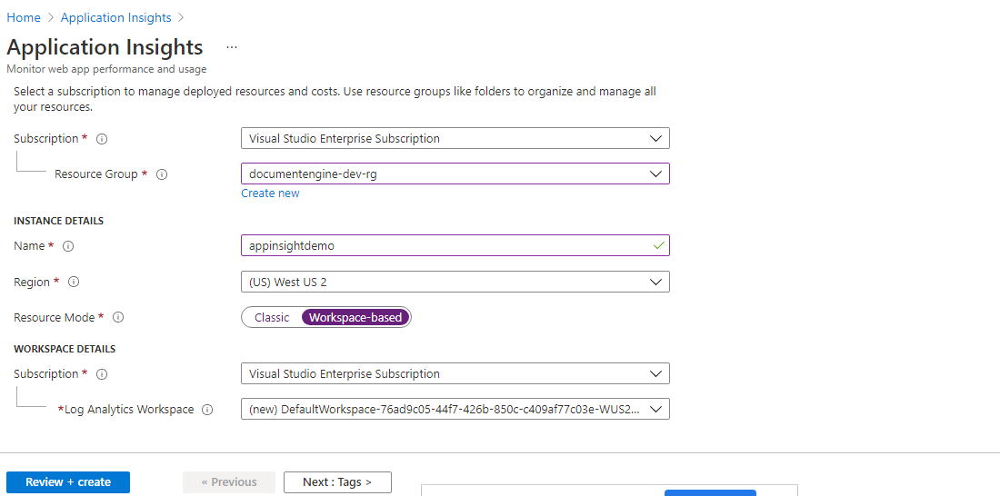 Home > Application Insights >
Application Insights ...
Monitor web app performance and usage
Select a subscription to manage deployed resources and costs. Use resource groups like folders to organize and manage all
your resources.
Subscription * Visual Studio Enterprise Subscription
Resource Group * documentengine-dev-rg
Create new
INSTANCE DETAILS
Name * appinsightdemo
Region * (US) West US 2
Resource Mode * Classic Workspace-based
WORKSPACE DETAILS
Subscription * Visual Studio Enterprise Subscription
*Log Analytics Workspace (new) DefaultWorkspace-76ad9c05-44f7-426b-850c-c409af77c03e-WUS2...
Review + create « Previous Next : Tags >